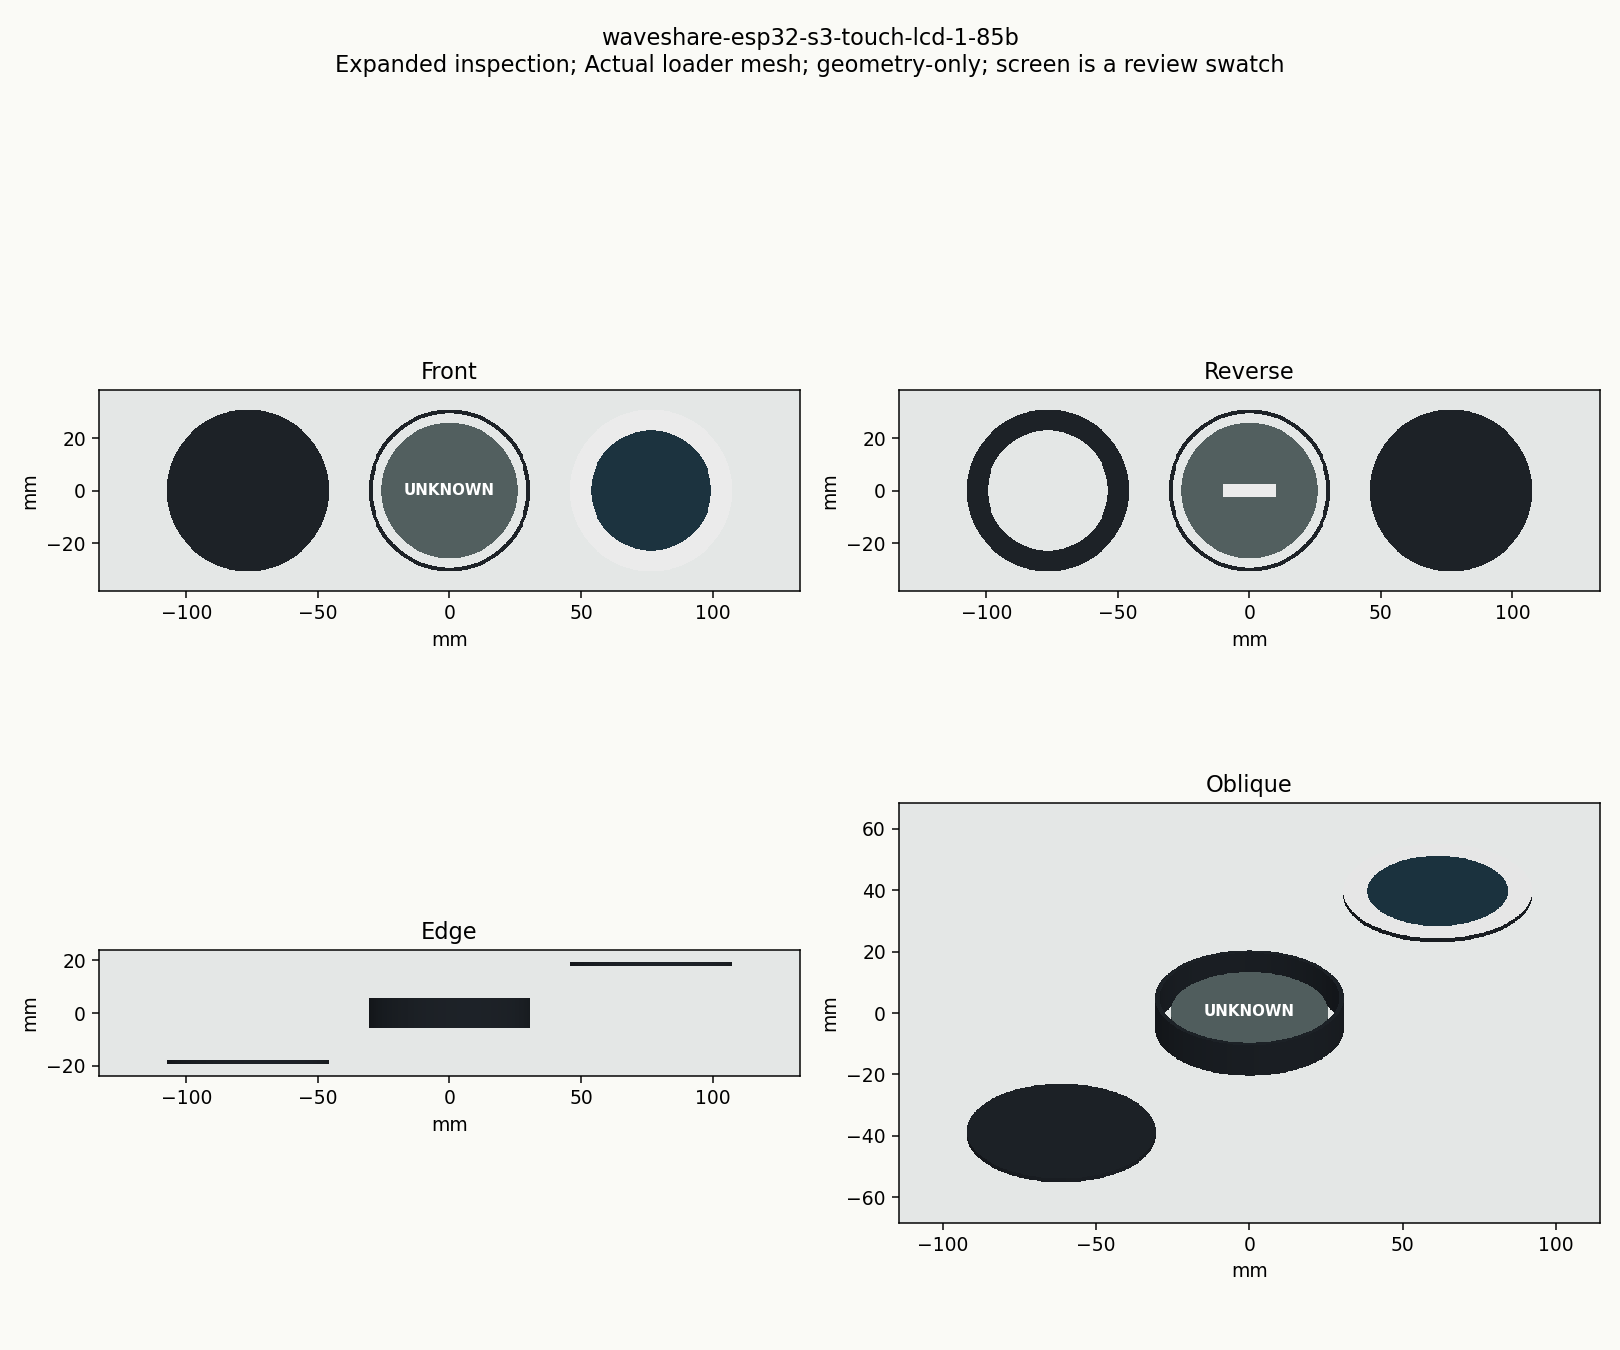 waveshare-esp32-s3-touch-lcd-1-85b
Expanded inspection; Actual loader mesh; geometry-only; screen is a review swatch
Front
mm
20
0
−20
UNKNOWN
−100 −50 0 50 100
mm
Reverse
mm
20
0
−20
−100 −50 0 50 100
mm
Edge
mm
20
0
−20
−100 −50 0 50 100
mm
Oblique
mm
60
40
20
0
−20
−40
−60
UNKNOWN
−100 −50 0 50 100
mm